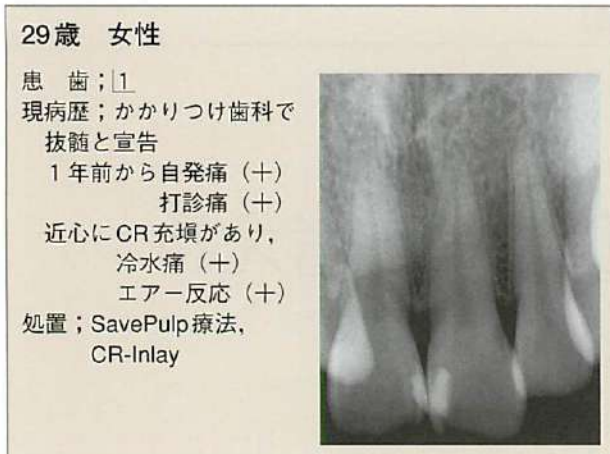 29歳　女性
患　歯；|1
現病歴；かかりつけ歯科で
抜髄と宣告
1年前から自発痛（＋）
打診痛（＋）
近心にCR充填があり，
冷水痛（＋）
エアー反応（＋）
処置；SavePulp療法，
CR-Inlay